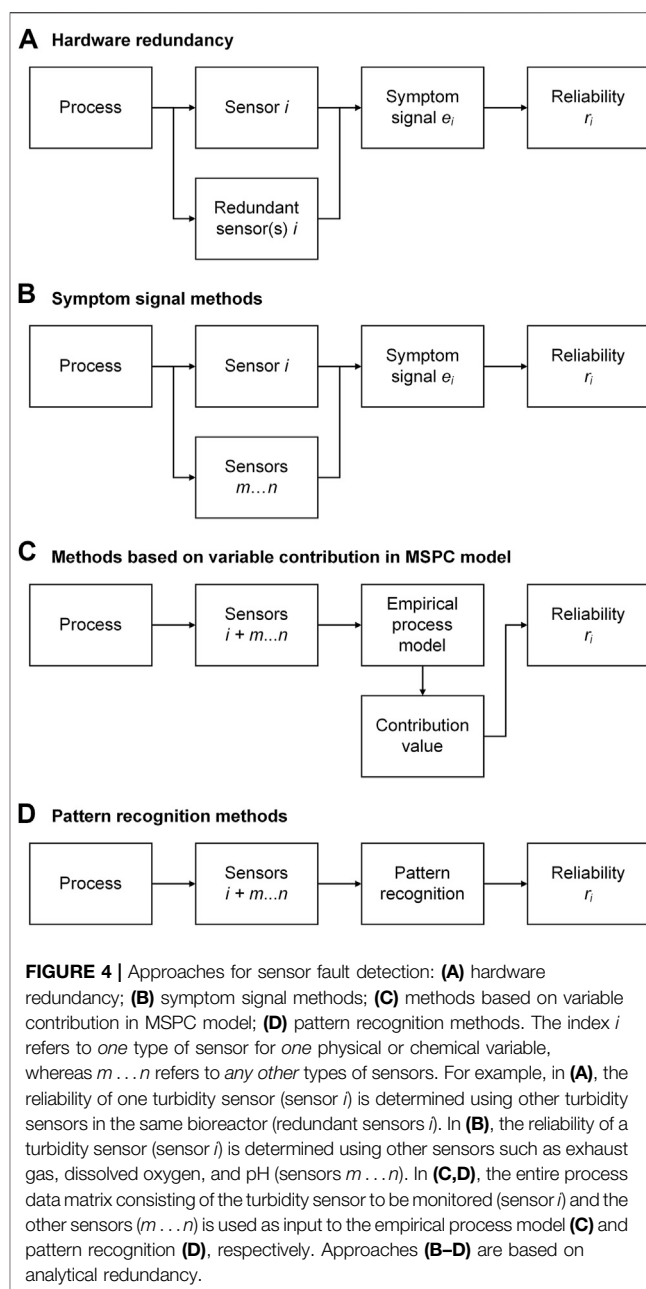 A Hardware redundancy
Process
Sensor i
Symptom
signal ei
Reliability
ri
Redundant
sensor(s) i
B Symptom signal methods
Process
Sensor i
Symptom
signal ei
Reliability
ri
Sensors
m...n
C Methods based on variable contribution in MSPC model
Process
Sensors
i + m...n
Empirical
process
model
Reliability
ri
Contribution
value
D Pattern recognition methods
Process
Sensors
i + m...n
Pattern
recognition
Reliability
ri
FIGURE 4 | Approaches for sensor fault detection: (A) hardware
redundancy; (B) symptom signal methods; (C) methods based on variable
contribution in MSPC model; (D) pattern recognition methods. The index i
refers to one type of sensor for one physical or chemical variable,
whereas m . . . n refers to any other types of sensors. For example, in (A), the
reliability of one turbidity sensor (sensor i) is determined using other turbidity
sensors in the same bioreactor (redundant sensors i). In (B), the reliability of a
turbidity sensor (sensor i) is determined using other sensors such as exhaust
gas, dissolved oxygen, and pH (sensors m . . . n). In (C,D), the entire process
data matrix consisting of the turbidity sensor to be monitored (sensor i) and the
other sensors (m . . . n) is used as input to the empirical process model (C) and
pattern recognition (D), respectively. Approaches (B–D) are based on
analytical redundancy.